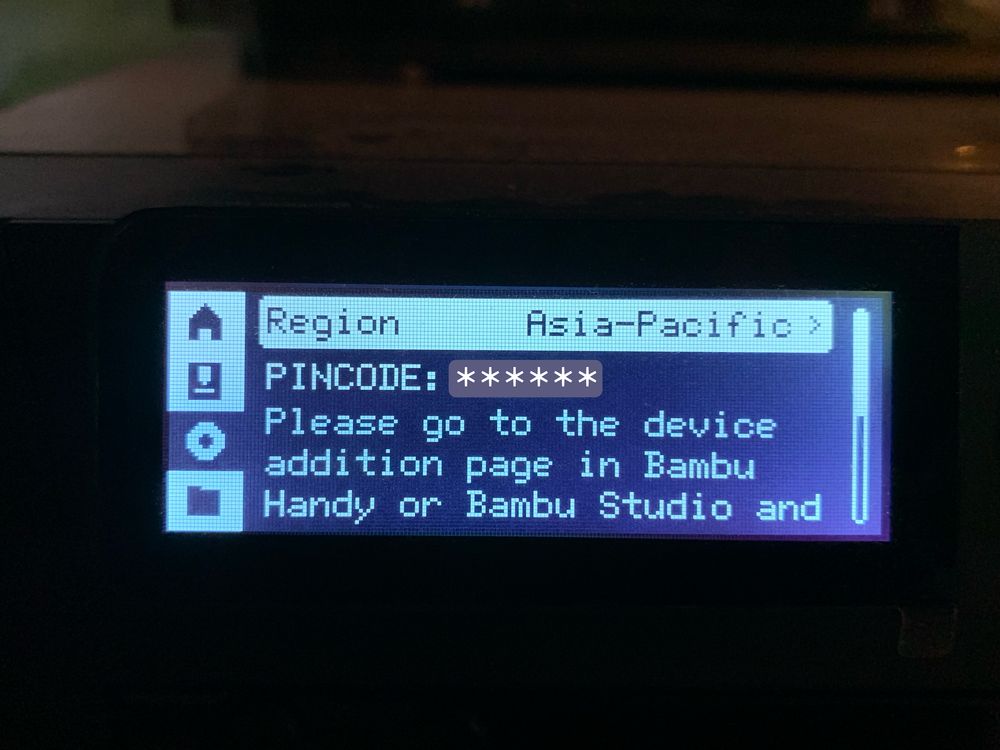 Region Asia-Pacific >
PINCODE: ******
Please go to the device
addition page in Bambu
Handy or Bambu Studio and